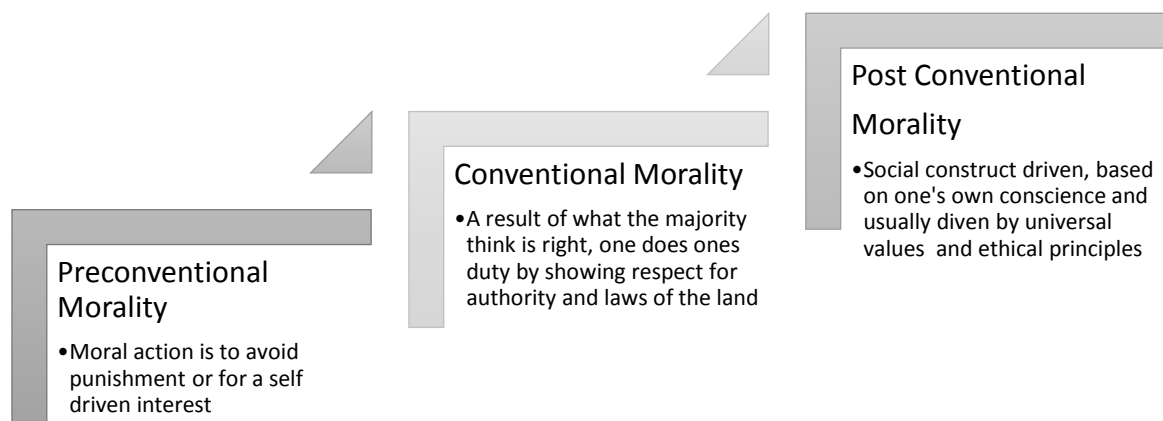 Preconventional
Morality
•Moral action is to avoid
punishment or for a self
driven interest
Conventional Morality
•A result of what the majority
think is right, one does ones
duty by showing respect for
authority and laws of the land
Post Conventional
Morality
•Social construct driven, based
on one's own conscience and
usually diven by universal
values  and ethical principles